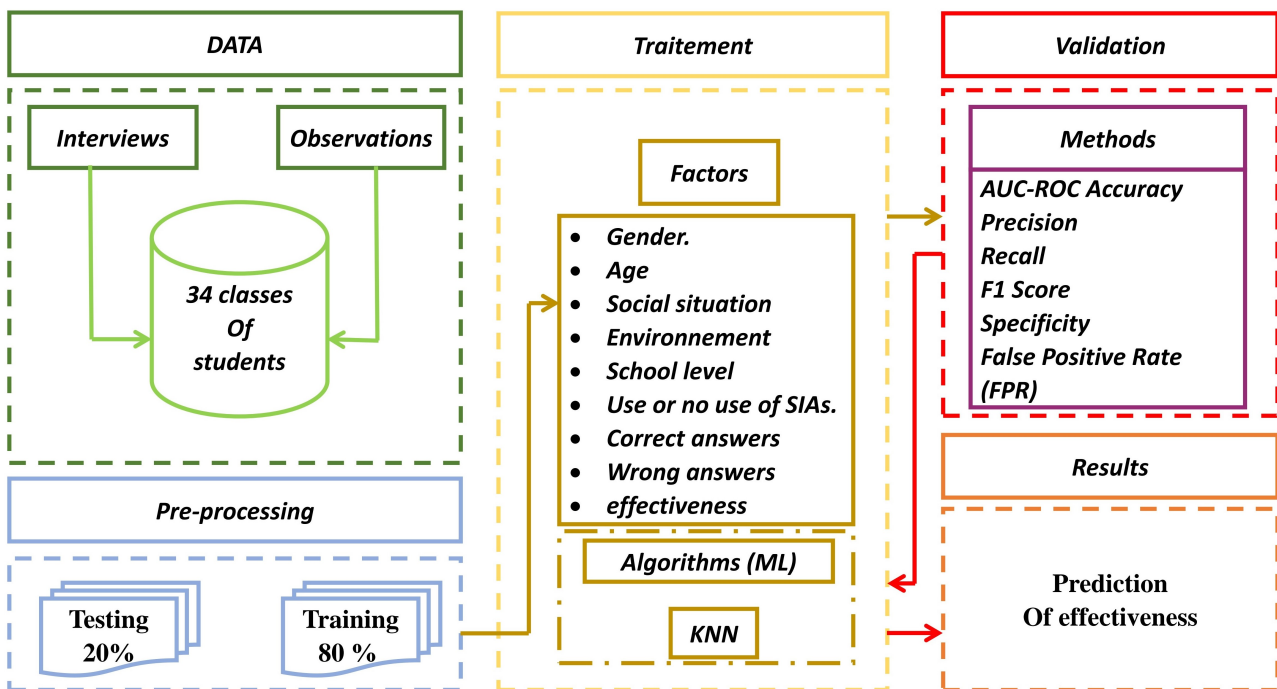 DATA
Interviews
Observations
34 classes
Of
students
Pre-processing
Testing
20%
Training
80 %
Traitement
Factors
• Gender.
• Age
• Social situation
• Environnement
• School level
• Use or no use of SIAs.
• Correct answers
• Wrong answers
• effectiveness
Algorithms (ML)
KNN
Validation
Methods
AUC-ROC Accuracy
Precision
Recall
F1 Score
Specificity
False Positive Rate
(FPR)
Results
Prediction
Of effectiveness